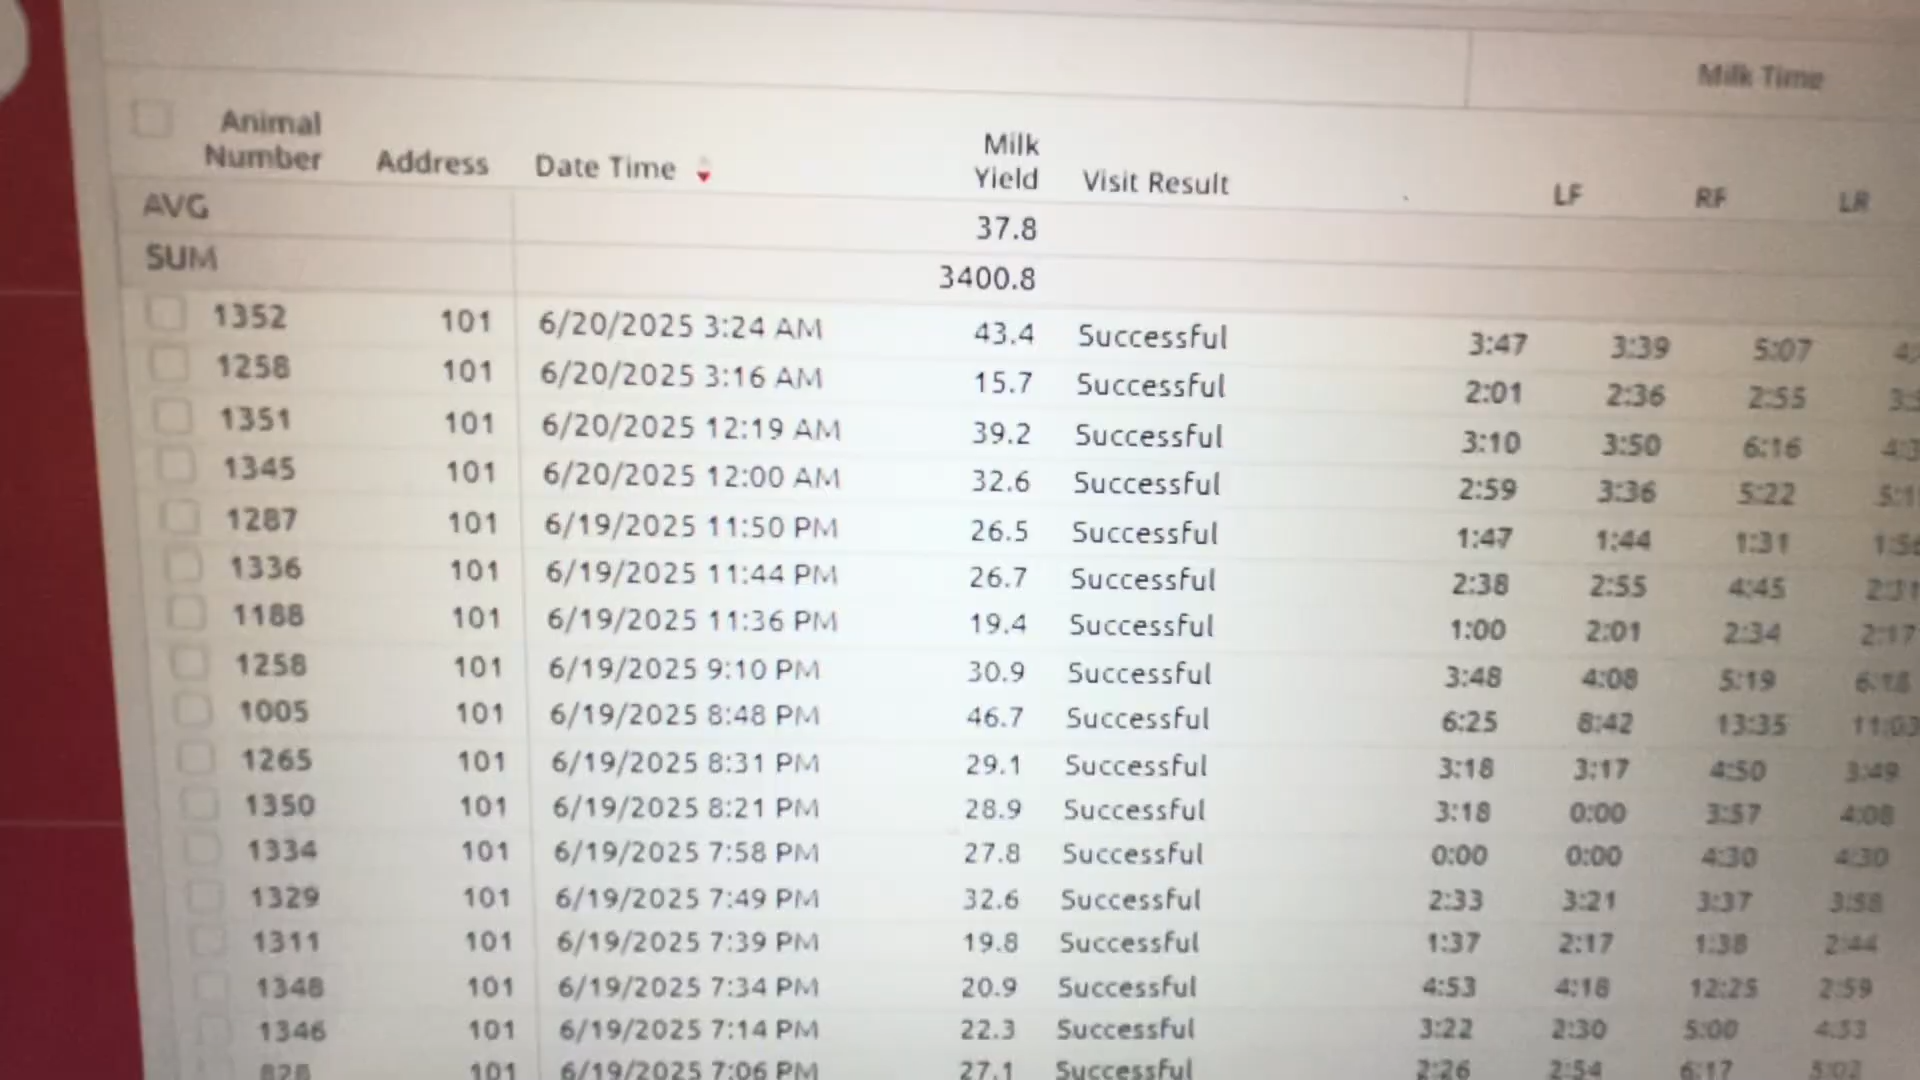 Milk Time
Animal Number Address Date Time Milk Yield Visit Result LF RF LR
AVG 37.8
SUM 3400.8
1352 101 6/20/2025 3:24 AM 43.4 Successful 3:47 3:39 5:07
1258 101 6/20/2025 3:16 AM 15.7 Successful 2:01 2:36 2:55
1351 101 6/20/2025 12:19 AM 39.2 Successful 3:10 3:50 6:16
1345 101 6/20/2025 12:00 AM 32.6 Successful 2:59 3:36 5:22
1287 101 6/19/2025 11:50 PM 26.5 Successful 1:47 1:44 1:31
1336 101 6/19/2025 11:44 PM 26.7 Successful 2:38 2:55 4:45 2:31
1188 101 6/19/2025 11:36 PM 19.4 Successful 1:00 2:01 2:34 2:17
1258 101 6/19/2025 9:10 PM 30.9 Successful 3:48 4:08 5:19 6:18
1005 101 6/19/2025 8:48 PM 46.7 Successful 6:25 8:42 13:35 11:03
1265 101 6/19/2025 8:31 PM 29.1 Successful 3:18 3:17 4:50 3:49
1350 101 6/19/2025 8:21 PM 28.9 Successful 3:18 0:00 3:57 4:08
1334 101 6/19/2025 7:58 PM 27.8 Successful 0:00 0:00 4:30 4:30
1329 101 6/19/2025 7:49 PM 32.6 Successful 2:33 3:21 3:37 3:58
1311 101 6/19/2025 7:39 PM 19.8 Successful 1:37 2:17 1:38 2:44
1348 101 6/19/2025 7:34 PM 20.9 Successful 4:53 4:18 12:25 2:59
1346 101 6/19/2025 7:14 PM 22.3 Successful 3:22 2:30 5:00 4:53
828 101 6/19/2025 7:06 PM 27.1 Successful 2:26 2:54 6:17